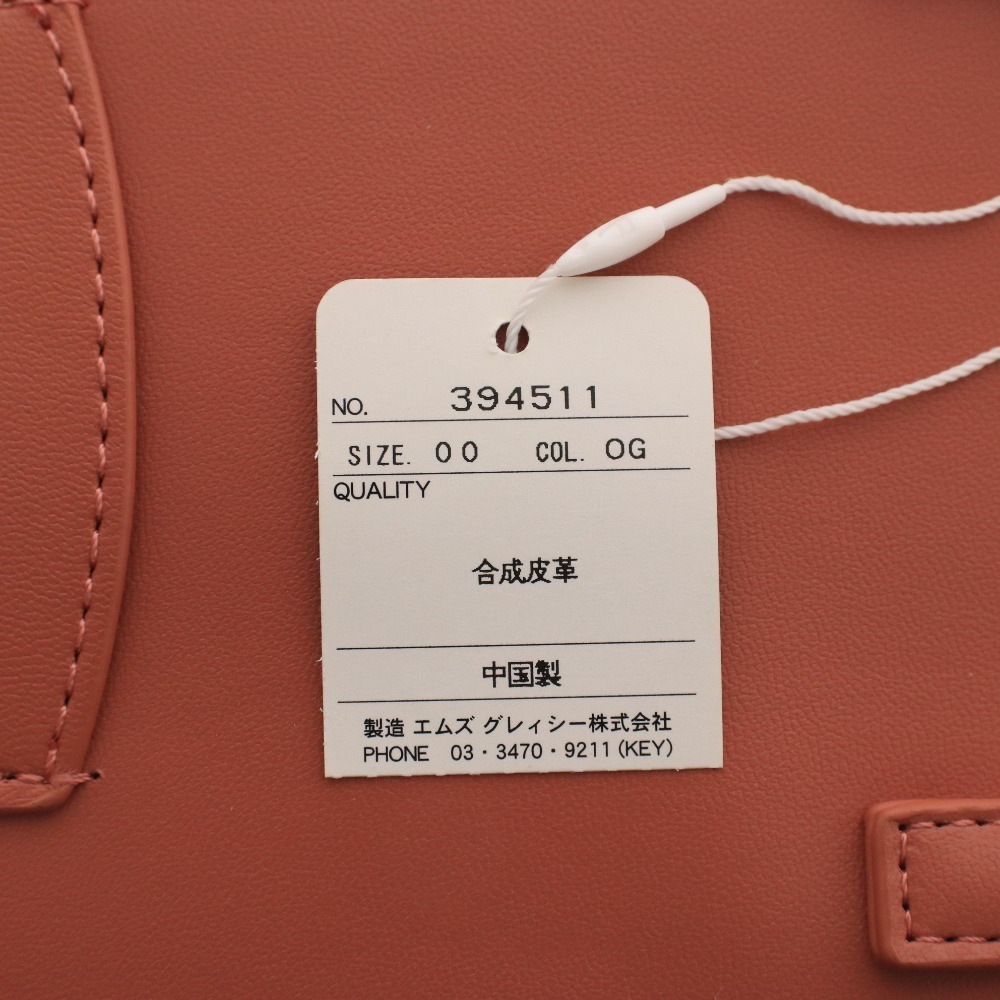 NO. 394511
SIZE. 00 COL. OG
QUALITY
合成皮革
中国製
製造 エムズ グレィシー株式会社
PHONE 03・3470・9211(KEY)